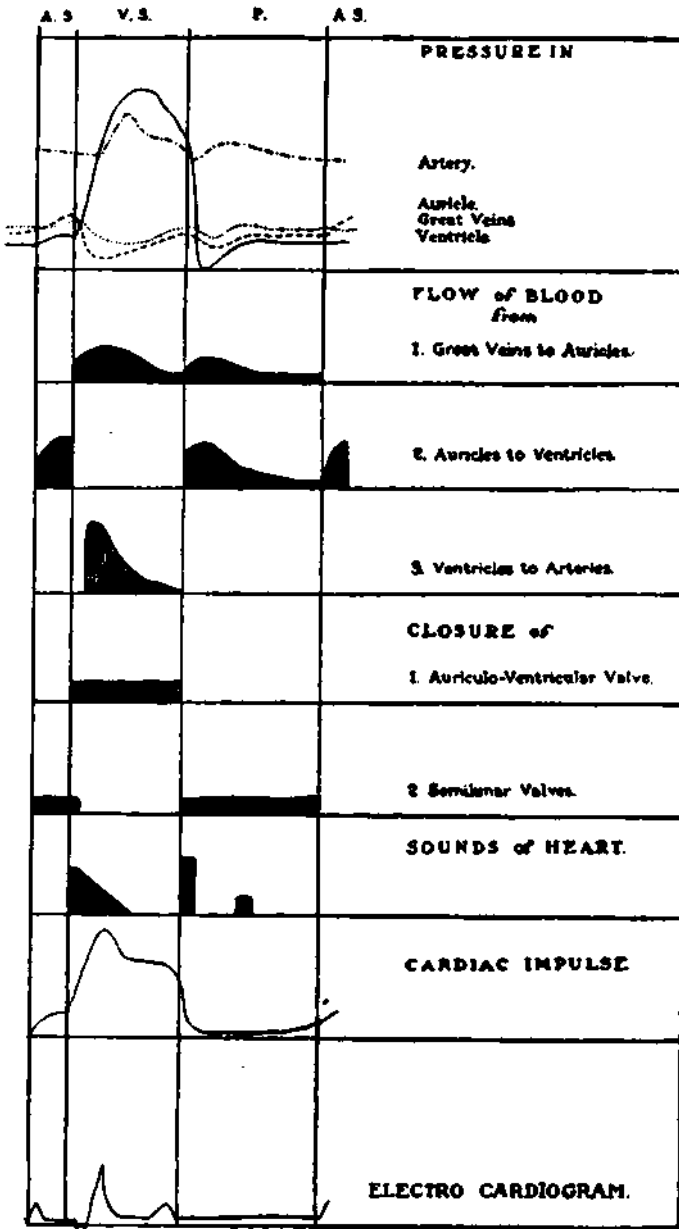 A. S V. S. P. A S.
PRESSURE IN
Artery.
Auricle.
Great Veins
Ventricle
FLOW of BLOOD
from
1. Great Veins to Auricles.
2. Auricles to Ventricles.
3. Ventricles to Arteries.
CLOSURE of
1. Auriculo-Ventricular Valve.
2 Semilunar Valves.
SOUNDS of HEART.
CARDIAC IMPULSE
ELECTRO CARDIOGRAM.